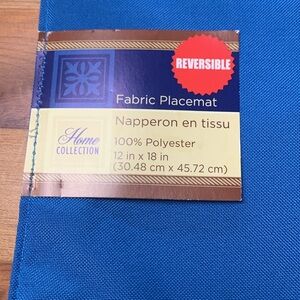 REVERSIBLE
Fabric Placemat
Napperon en tissu
Home
COLLECTION
100% Polyester
12 in x 18 in
(30.48 cm x 45.72 cm)